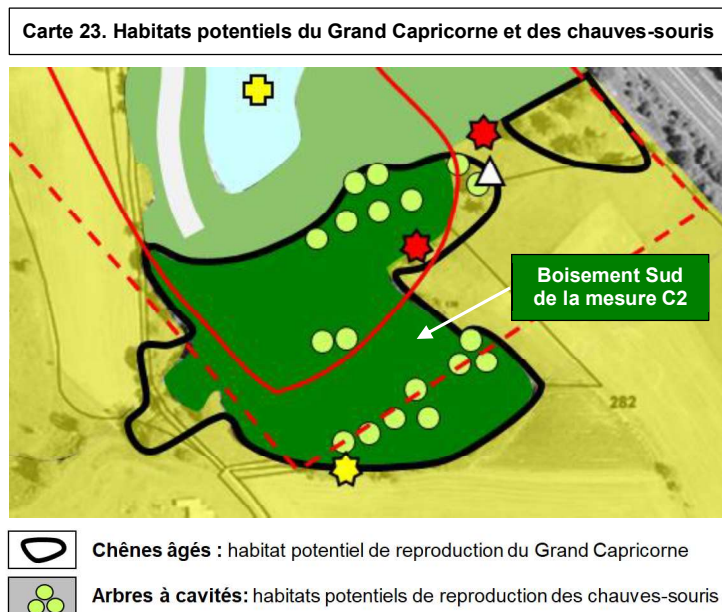 Carte 23. Habitats potentiels du Grand Capricorne et des chauves-souris
Boisement Sud
de la mesure C2
282
Chênes âgés : habitat potentiel de reproduction du Grand Capricorne
Arbres à cavités: habitats potentiels de reproduction des chauves-souris